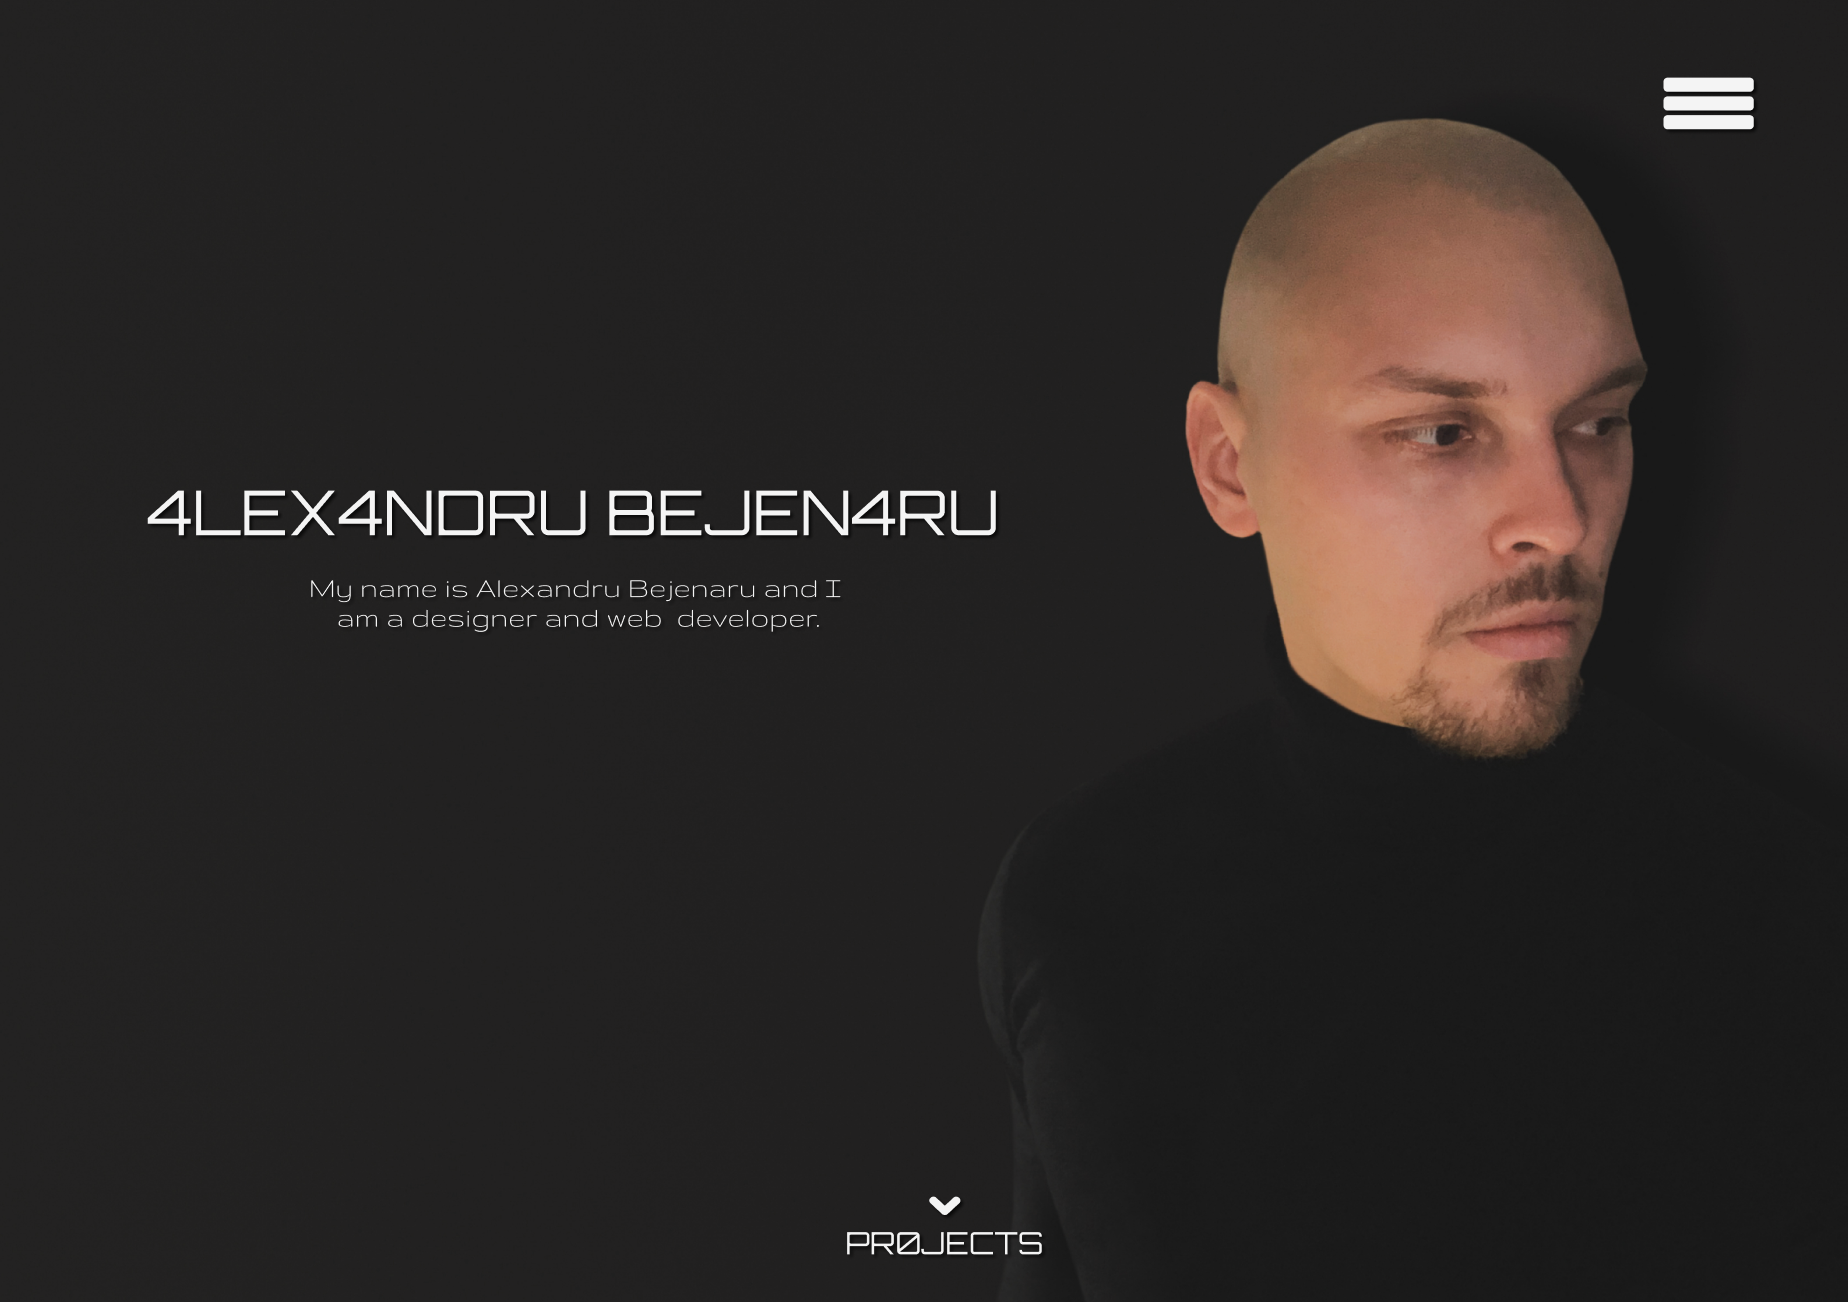 4LEX4NDRU BEJEN4RU
My name is Alexandru Bejenaru and I
am a designer and web  developer.
PRØJECTS